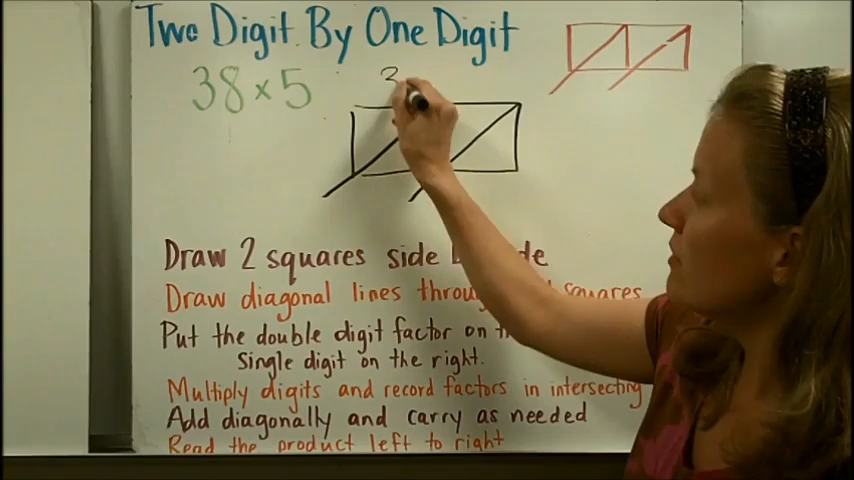 Two Digit By One Digit
38 x 5
3
Draw 2 squares side
Draw diagonal lines through squares
Put the double digit factor on
Single digit on the right.
Multiply digits and record factors in intersecting
Add diagonally and carry as needed
Read the product left to right